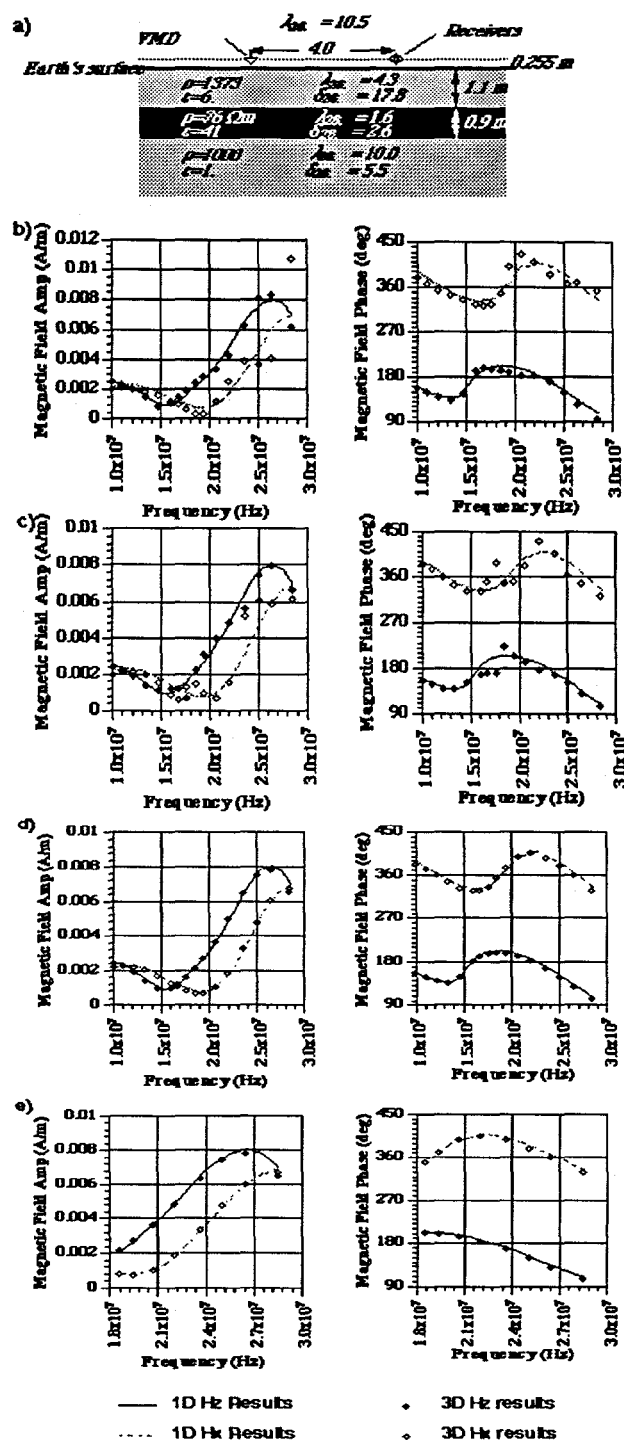 a)
λ28. = 10.5
VMD
4.0
Receivers
Earth's surface
0.255 m
ρ=1373
ε=6.
λ28. =4.3
δ28. =17.8
1.1 m
ρ=76 Ωm
ε=41
λ28. =1.6
δ28. =2.6
0.9 m
ρ=1000
ε=1.
λ28. =10.0
δ28. =5.5
b)
Magnetic Field Amp (A/m)
0.012
0.01
0.008
0.006
0.004
0.002
0
1.0x10⁷
1.5x10⁷
2.0x10⁷
2.5x10⁷
3.0x10⁷
Frequency (Hz)
Magnetic Field Phase (deg)
450
360
270
180
90
1.0x10⁷
1.5x10⁷
2.0x10⁷
2.5x10⁷
3.0x10⁷
Frequency (Hz)
c)
Magnetic Field Amp (A/m)
0.01
0.008
0.006
0.004
0.002
0
1.0x10⁷
1.5x10⁷
2.0x10⁷
2.5x10⁷
3.0x10⁷
Frequency (Hz)
Magnetic Field Phase (deg)
450
360
270
180
90
1.0x10⁷
1.5x10⁷
2.0x10⁷
2.5x10⁷
3.0x10⁷
Frequency (Hz)
d)
Magnetic Field Amp (A/m)
0.01
0.008
0.006
0.004
0.002
0
1.0x10⁷
1.5x10⁷
2.0x10⁷
2.5x10⁷
3.0x10⁷
Frequency (Hz)
Magnetic Field Phase (deg)
450
360
270
180
90
1.0x10⁷
1.5x10⁷
2.0x10⁷
2.5x10⁷
3.0x10⁷
Frequency (Hz)
e)
Magnetic Field Amp (A/m)
0.01
0.008
0.006
0.004
0.002
0
1.8x10⁷
2.1x10⁷
2.4x10⁷
2.7x10⁷
3.0x10⁷
Frequency (Hz)
Magnetic Field Phase (deg)
450
360
270
180
90
1.8x10⁷
2.1x10⁷
2.4x10⁷
2.7x10⁷
3.0x10⁷
Frequency (Hz)
1D Hz Results
3D Hz results
1D Hx Results
3D Hx results